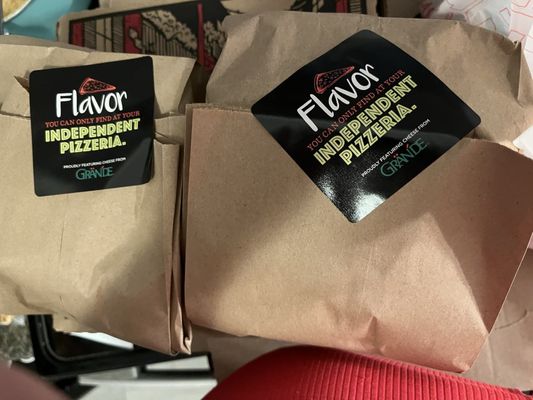 Flavor
YOU CAN ONLY FIND AT YOUR
INDEPENDENT
PIZZERIA.
PROUDLY FEATURING CHEESE FROM
GRANDE
Flavor
YOU CAN ONLY FIND AT YOUR
INDEPENDENT
PIZZERIA.
PROUDLY FEATURING CHEESE FROM
GRANDE